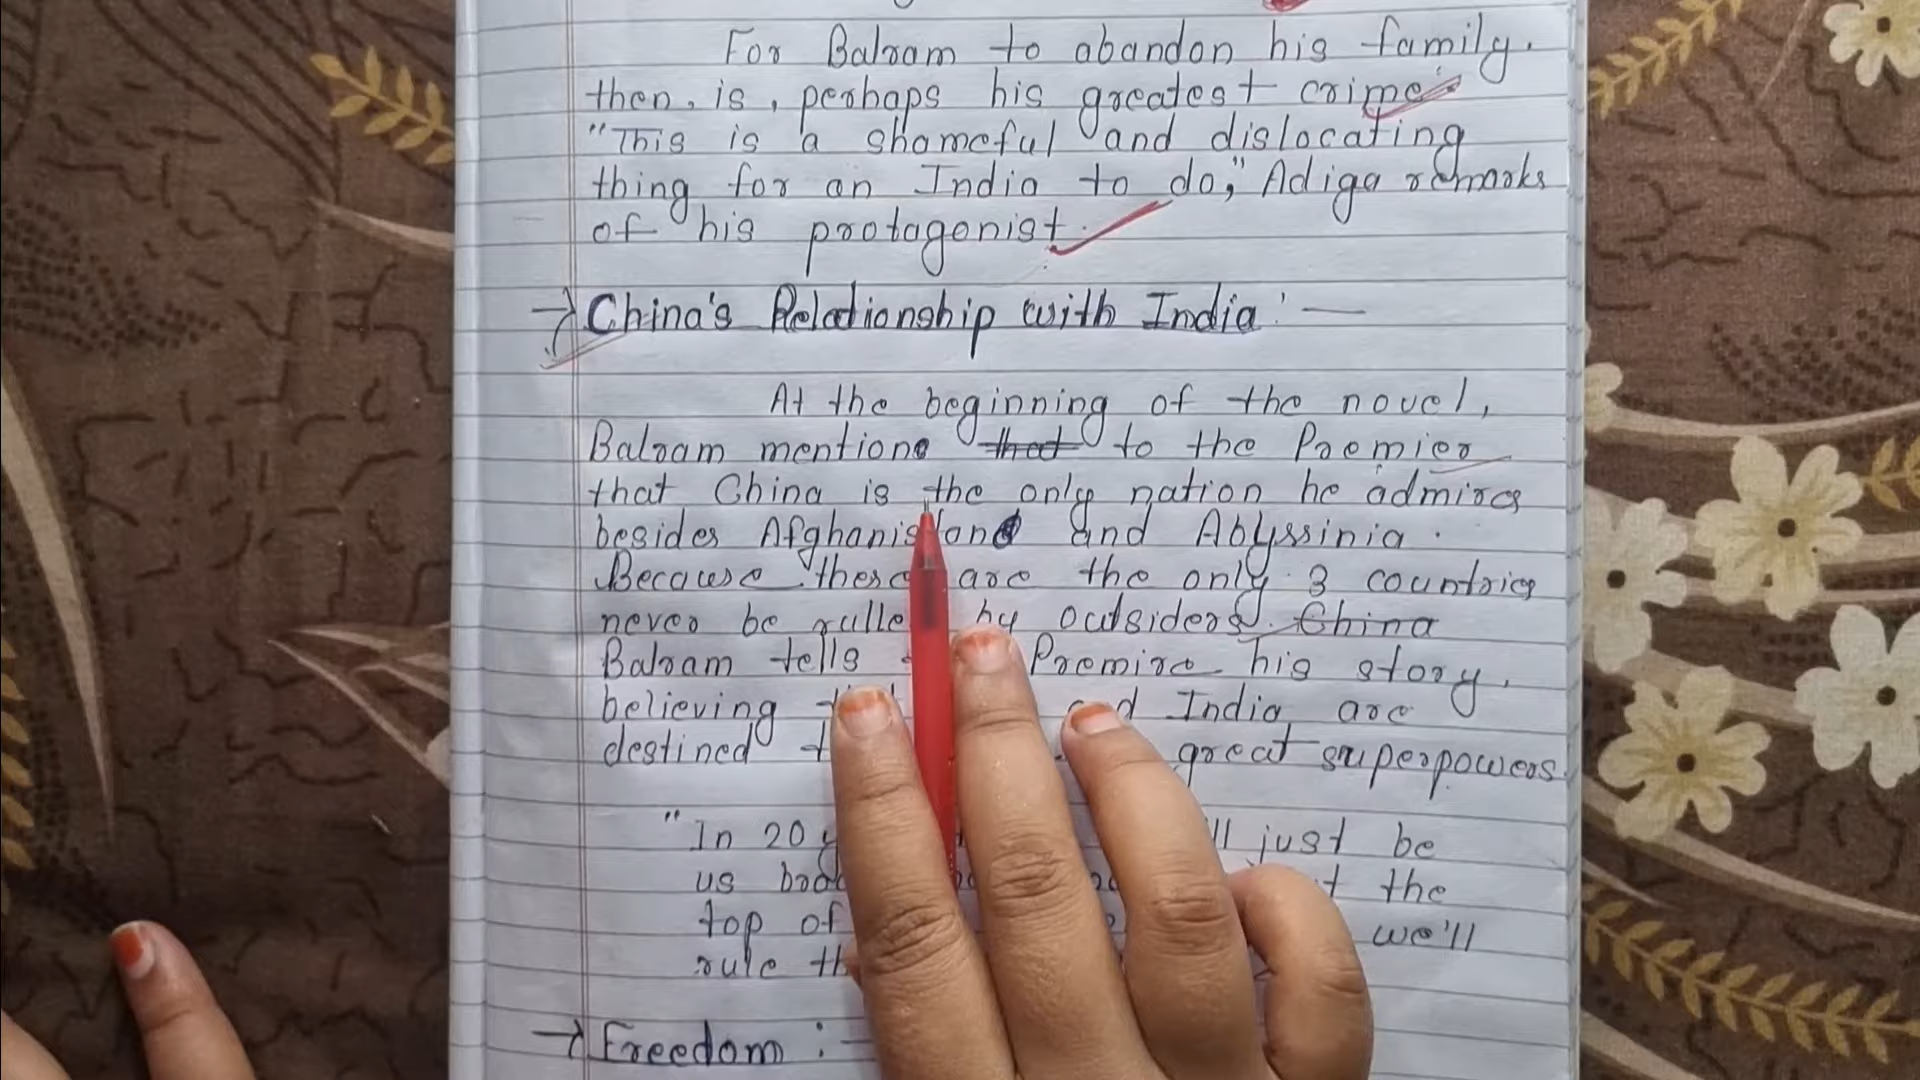 For Balram to abandon his family.
then, is, perhaps his greatest crime.
"This is a shameful and dislocating
thing for an India to do," Adiga remarks
of his protagonist.
→ China's Relationship with India :—
At the beginning of the novel,
Balram mention to the Premier
that China is the only nation he admires
besides Afghanistan and Abyssinia.
Because these are the only 3 countries
never be by outsiders. China
Balram tells Premire his story,
believing India are
destined great superpowers.
"In 20 just be
us the
top of we'll
rule
→ Freedom :-